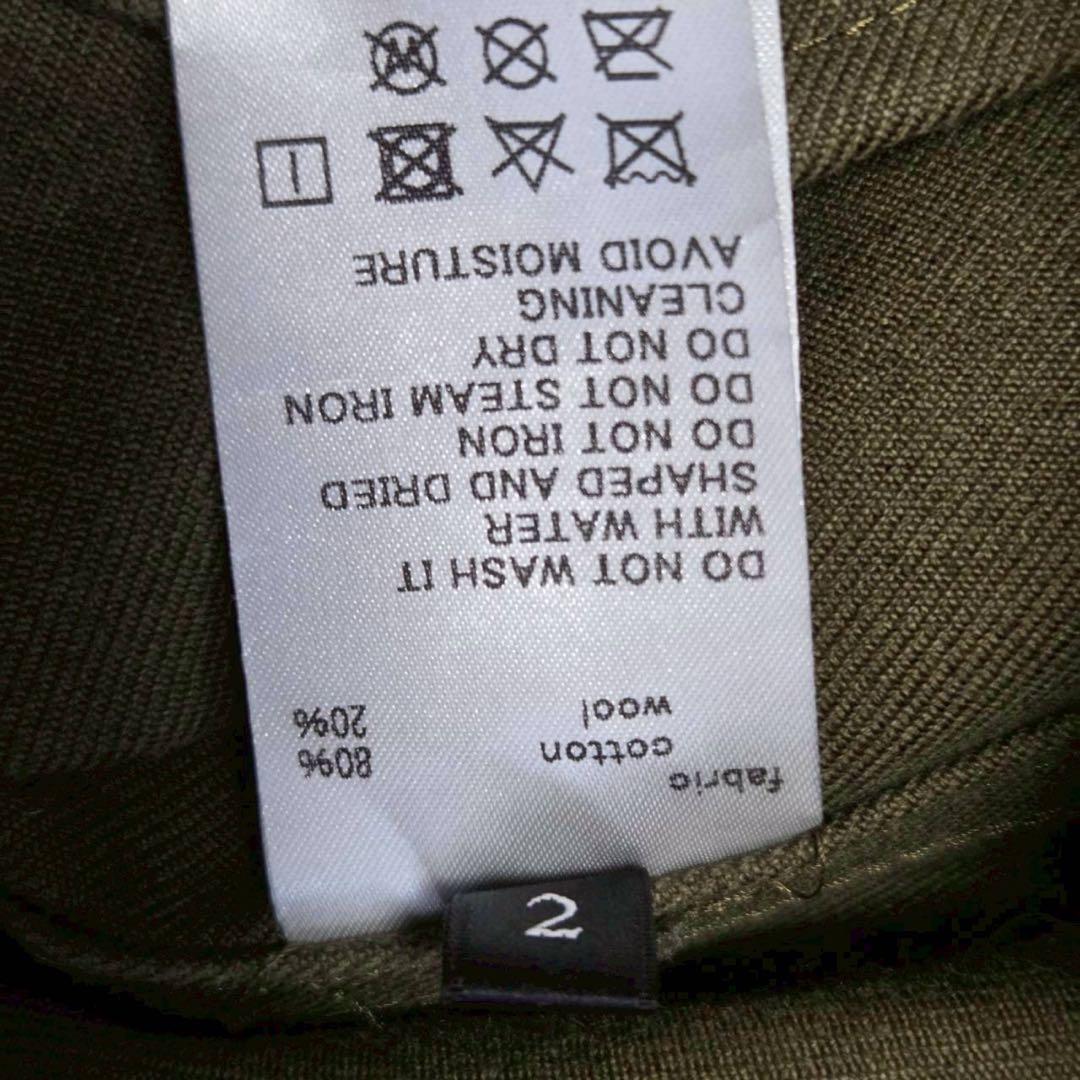 2
fabric
cotton 80%
wool 20%
DO NOT WASH IT
WITH WATER
SHAPED AND DRIED
DO NOT IRON
DO NOT STEAM IRON
DO NOT DRY
CLEANING
AVOID MOISTURE
W